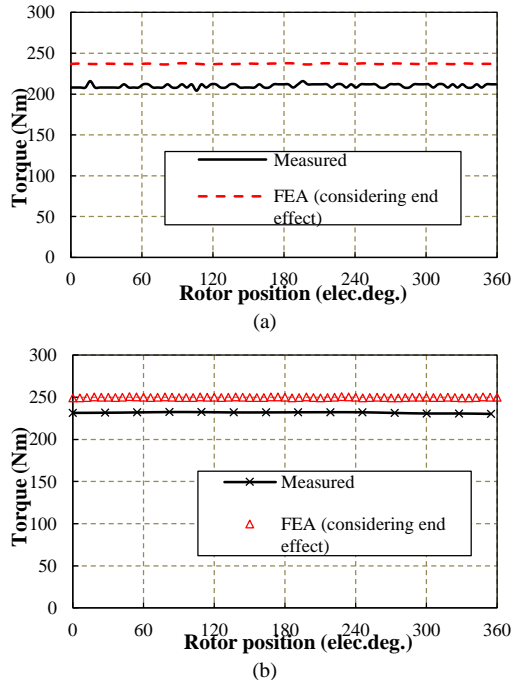 300
250
200
150
100
50
0
Torque (Nm)
Measured
FEA (considering end
effect)
0 60 120 180 240 300 360
Rotor position (elec.deg.)
(a)
300
250
200
150
100
50
0
Torque (Nm)
Measured
FEA (considering end
effect)
0 60 120 180 240 300 360
Rotor position (elec.deg.)
(b)